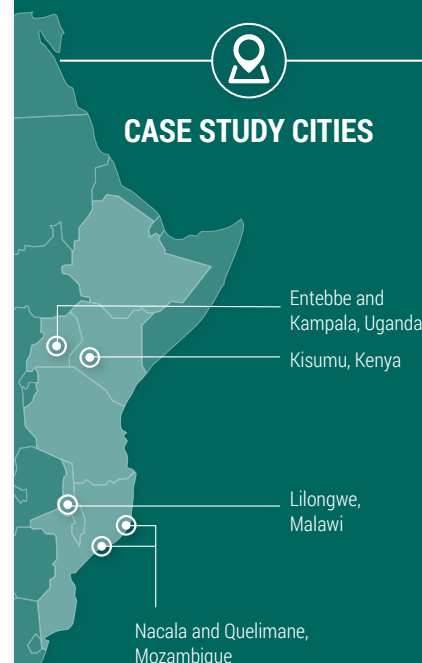 CASE STUDY CITIES
Entebbe and
Kampala, Uganda
Kisumu, Kenya
Lilongwe,
Malawi
Nacala and Quelimane,
Mozambique